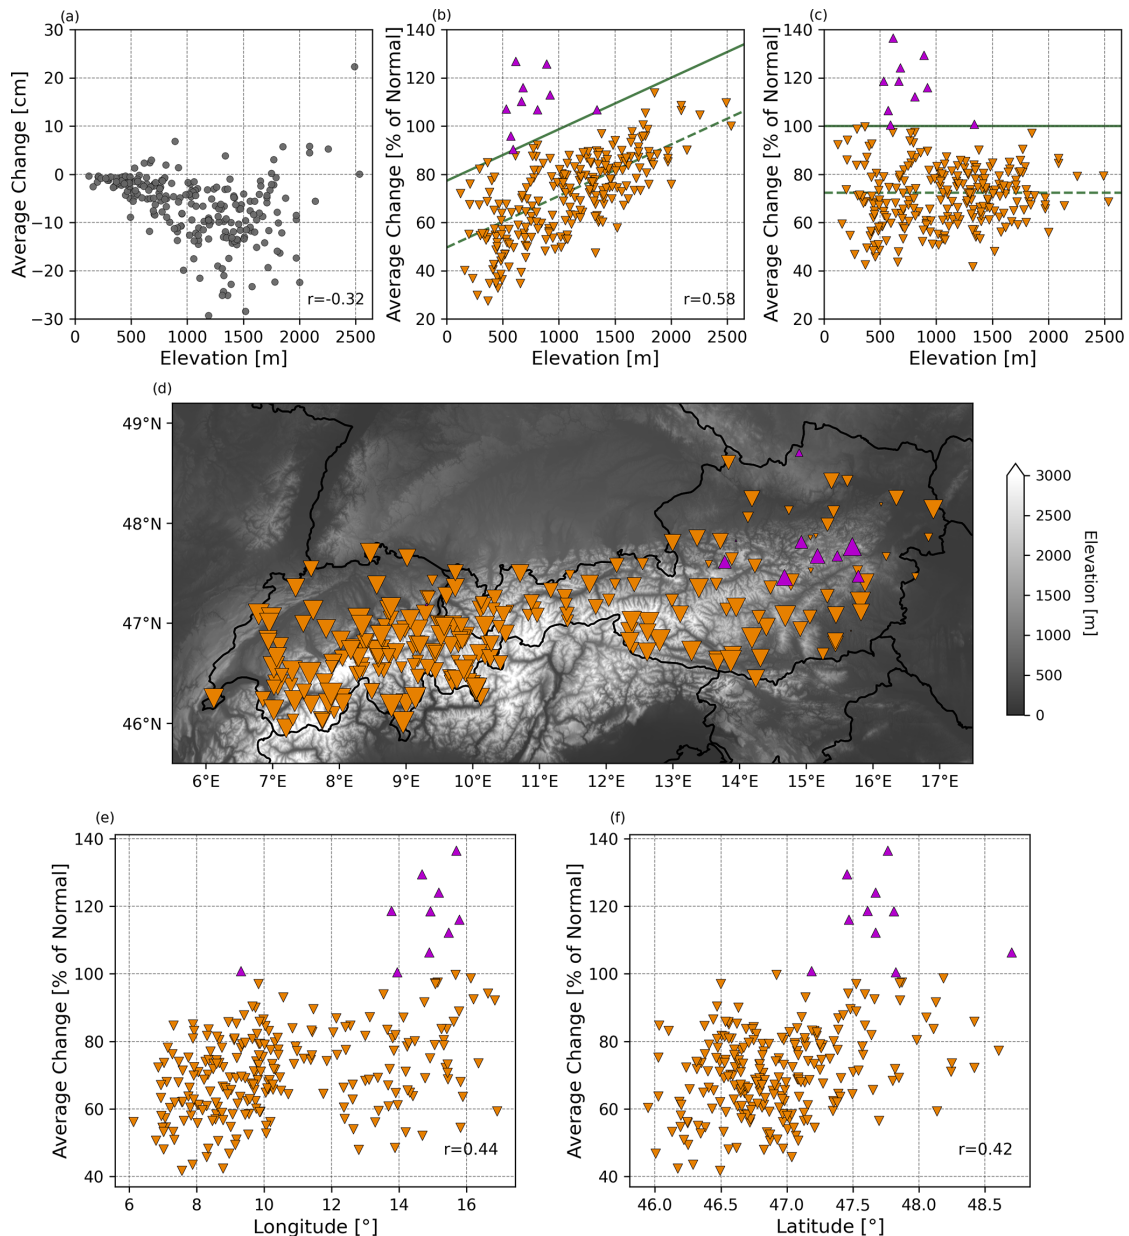 (a)
30
20
10
0
−10
−20
−30
0
500
1000
1500
2000
2500
Average Change [cm]
Elevation [m]
r=-0.32
(b)
140
120
100
80
60
40
20
0
500
1000
1500
2000
2500
Average Change [% of Normal]
Elevation [m]
r=0.58
(c)
140
120
100
80
60
40
20
0
500
1000
1500
2000
2500
Elevation [m]
(d)
49°N
48°N
47°N
46°N
6°E
7°E
8°E
9°E
10°E
11°E
12°E
13°E
14°E
15°E
16°E
17°E
3000
2500
2000
1500
1000
500
0
Elevation [m]
(e)
140
120
100
80
60
40
6
8
10
12
14
16
Average Change [% of Normal]
Longitude [°]
r=0.44
(f)
140
120
100
80
60
40
46.0
46.5
47.0
47.5
48.0
48.5
Average Change [% of Normal]
Latitude [°]
r=0.42